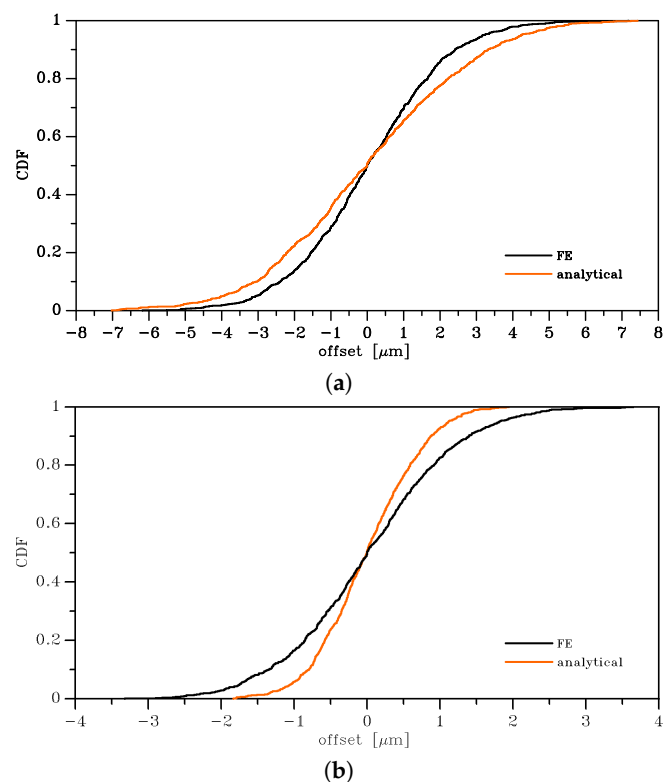 1
0.8
0.6
0.4
0.2
0
CDF
FE
analytical
−8 −7 −6 −5 −4 −3 −2 −1 0 1 2 3 4 5 6 7 8
offset [μm]
(a)
1
0.8
0.6
0.4
0.2
0
CDF
FE
analytical
−4 −3 −2 −1 0 1 2 3 4
offset [μm]
(b)